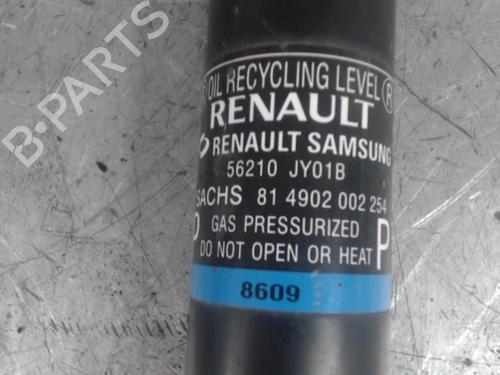 B-PARTS
OIL RECYCLING LEVEL R
RENAULT
RENAULT SAMSUNG
56210 JY01B
SACHS 81 4902 002 254
GAS PRESSURIZED P
DO NOT OPEN OR HEAT
8609